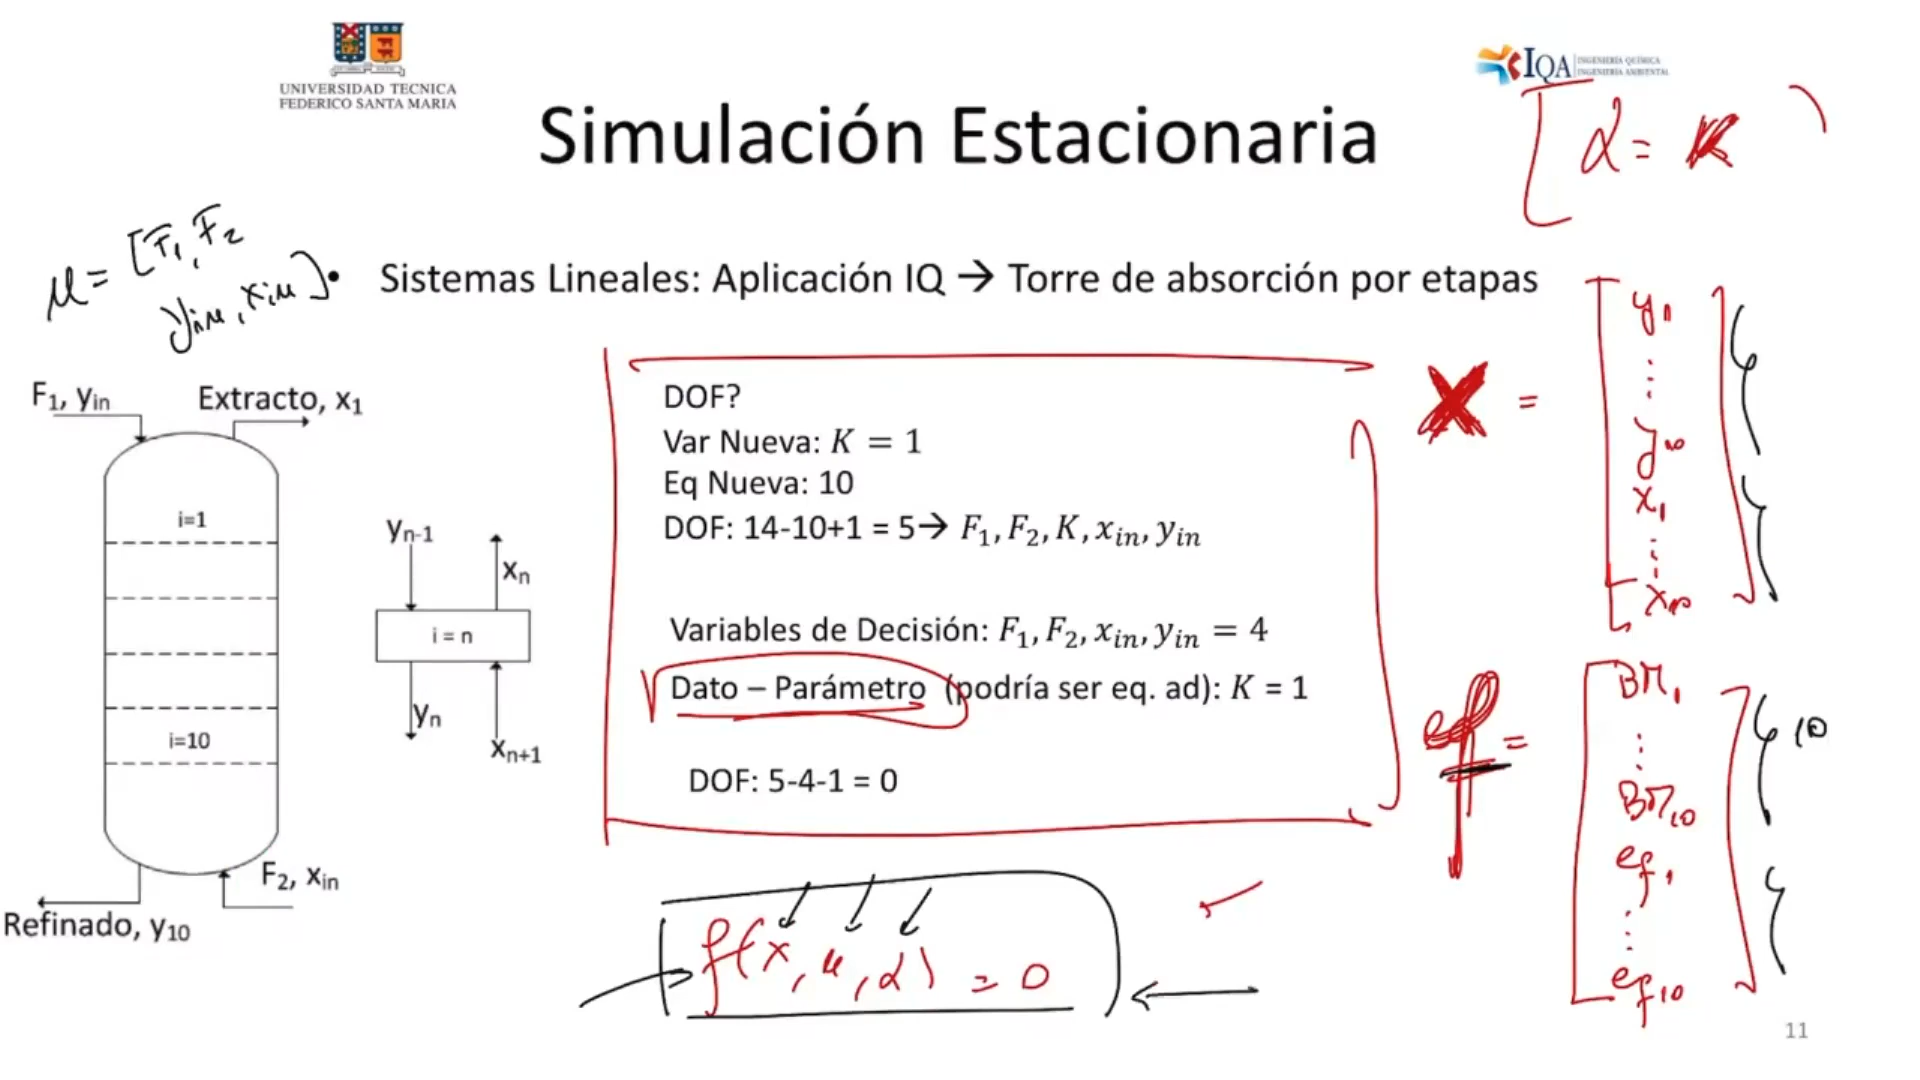 UNIVERSIDAD TECNICA
FEDERICO SANTA MARIA
IQA
INGENIERÍA QUÍMICA
INGENIERÍA AMBIENTAL
Simulación Estacionaria
α = K
μ = [F₁, F₂
yin, xin]
• Sistemas Lineales: Aplicación IQ → Torre de absorción por etapas
F₁, yin
Extracto, x₁
i=1
i=10
Refinado, y₁₀
F₂, xin
yn-1
xn
i = n
yn
xn+1
DOF?
Var Nueva: K = 1
Eq Nueva: 10
DOF: 14-10+1 = 5→ F₁, F₂, K, xin, yin
Variables de Decisión: F₁, F₂, xin, yin = 4
Dato – Parámetro (podría ser eq. ad): K = 1
DOF: 5-4-1 = 0
f(x, u, α) = 0
X =
y₁
⋮
y₁₀
x₁
⋮
x₁₀
f =
BM₁
⋮
BM₁₀
ef₁
⋮
ef₁₀
10
11